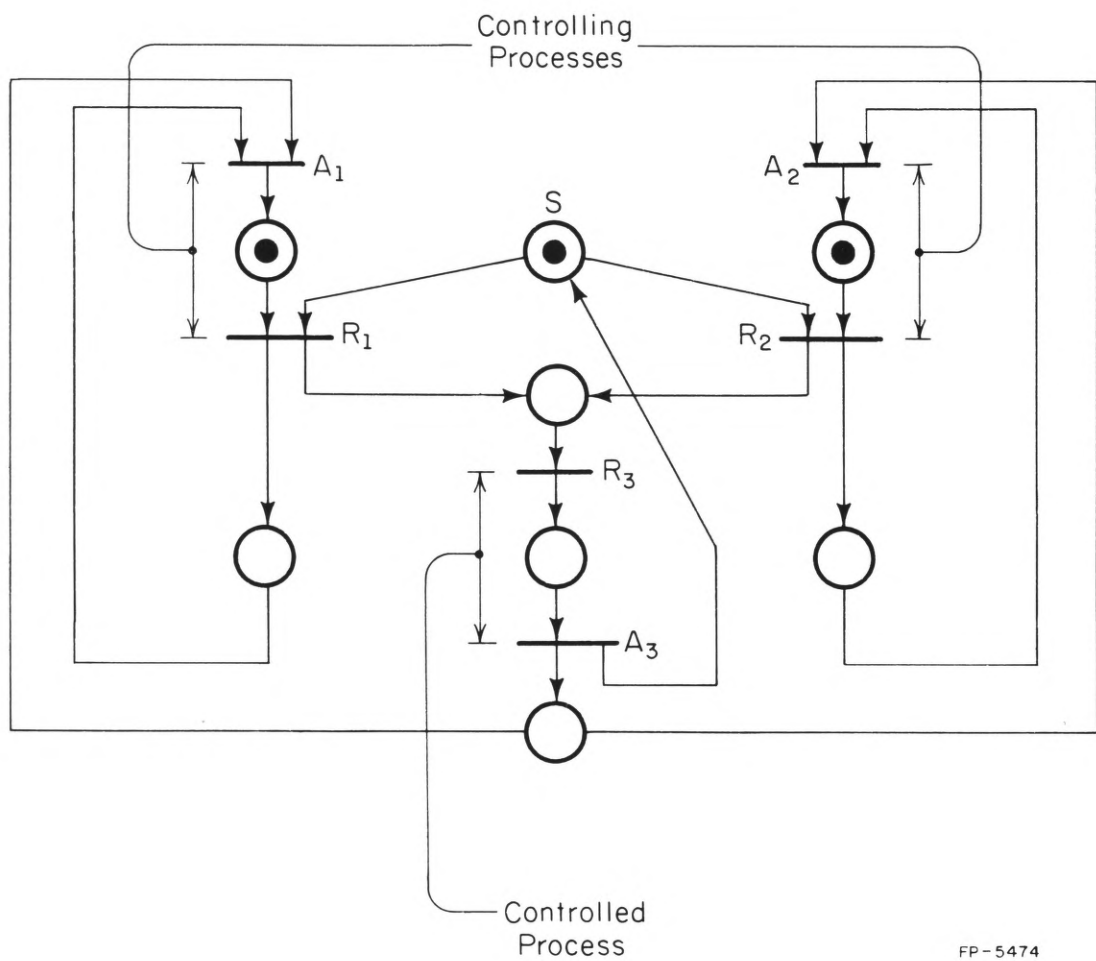 Controlling
Processes
A₁
A₂
S
R₁
R₂
R₃
A₃
Controlled
Process
FP-5474